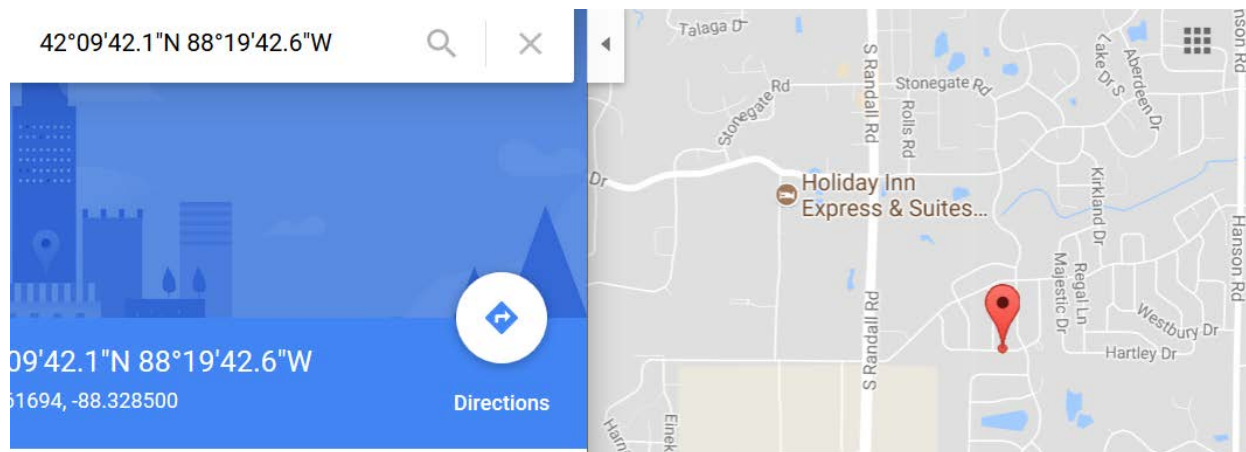 42°09'42.1"N 88°19'42.6"W
09'42.1"N 88°19'42.6"W
61694, -88.328500
Directions
Talaga D
Stonegate Rd
S Randall Rd
Stonegate Rd
Rolls Rd
Lake Dr S
Aberdeen Dr
nson Rd
Dr
Holiday Inn
Express & Suites...
Kirkland Dr
Hanson Rd
Majestic Dr
Regal Ln
Westbury Dr
Hartley Dr
S Randall Rd
Einek